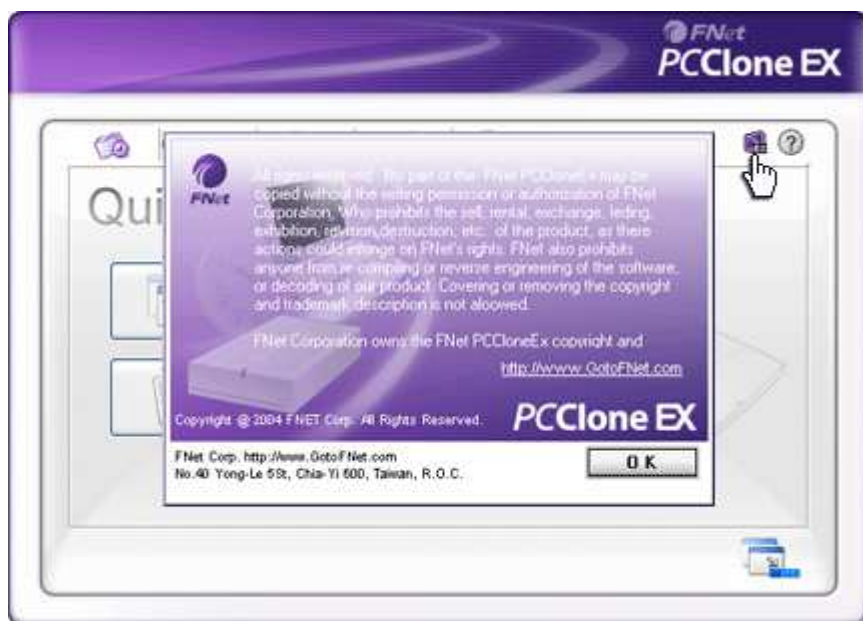 FNet
PCClone EX
?
Qui
FNet
All rights reserved. No part of the FNet PCCloneEx may be
copied without the writing permission or authorization of FNet
Corporation, Who prohibits the sell, rental, exchange, leding,
exhibition, revision,destruction, etc. of the product, as there
actions could infringe on FNet's rights. FNet also prohibits
anyone from re compiling or reverse engineering of the software,
or decoding of our product. Covering or removing the copyright
and trademark description is not aloowed.
FNet Corporation owns the FNet PCCloneEx copyright and
http://www.GotoFNet.com
Copyright @ 2004 FNET Corp. All Rights Reserved.
PCClone EX
FNet Corp. http://www.GotoFNet.com
No.40 Yong-Le 5St, Chia-Yi 600, Taiwan, R.O.C.
OK